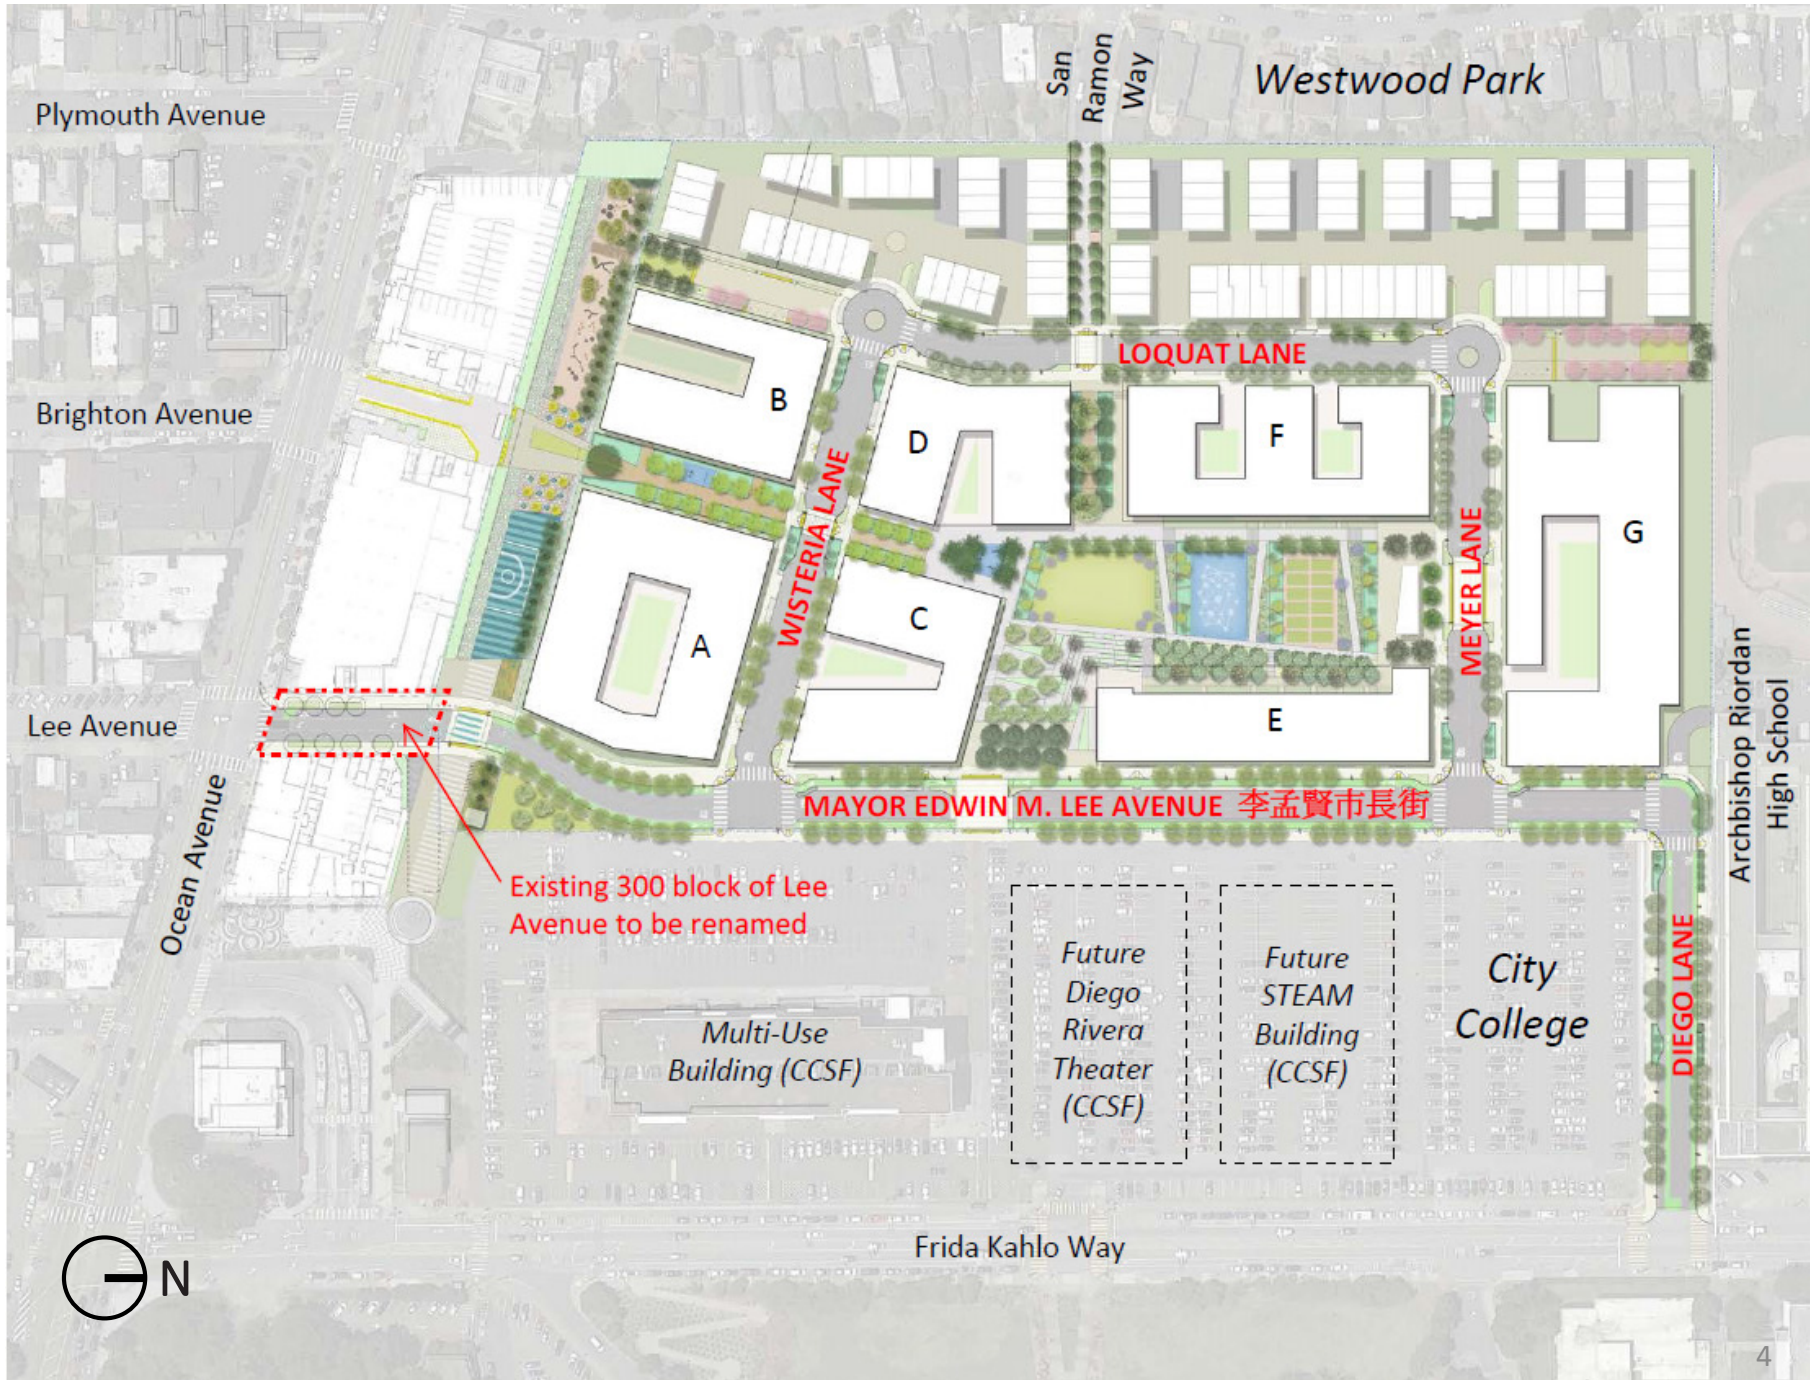 San
Ramon
Way
Westwood Park
Plymouth Avenue
LOQUAT LANE
Brighton Avenue
B
D
F
WISTERIA LANE
MEYER LANE
G
A
C
E
Lee Avenue
MAYOR EDWIN M. LEE AVENUE 李孟賢市長街
Archbishop Riordan
High School
Ocean Avenue
Existing 300 block of Lee
Avenue to be renamed
Future
Diego
Rivera
Theater
(CCSF)
Future
STEAM
Building
(CCSF)
City
College
DIEGO LANE
Multi-Use
Building (CCSF)
Frida Kahlo Way
N
4